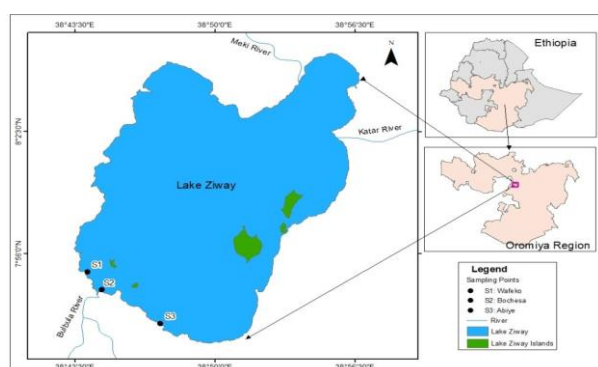 38°43'30"E
38°50'0"E
38°56'30"E
Meki River
N
Ethiopia
8°23'0"N
Katar River
Lake Ziway
7°56'0"N
S1
S2
S3
Bulbula River
Oromiya Region
Legend
Sampling Points
S1: Wafeko
S2: Bochesa
S3: Abiye
River
Lake Ziway
Lake Ziway Islands
38°43'30"E
38°50'0"E
38°56'30"E